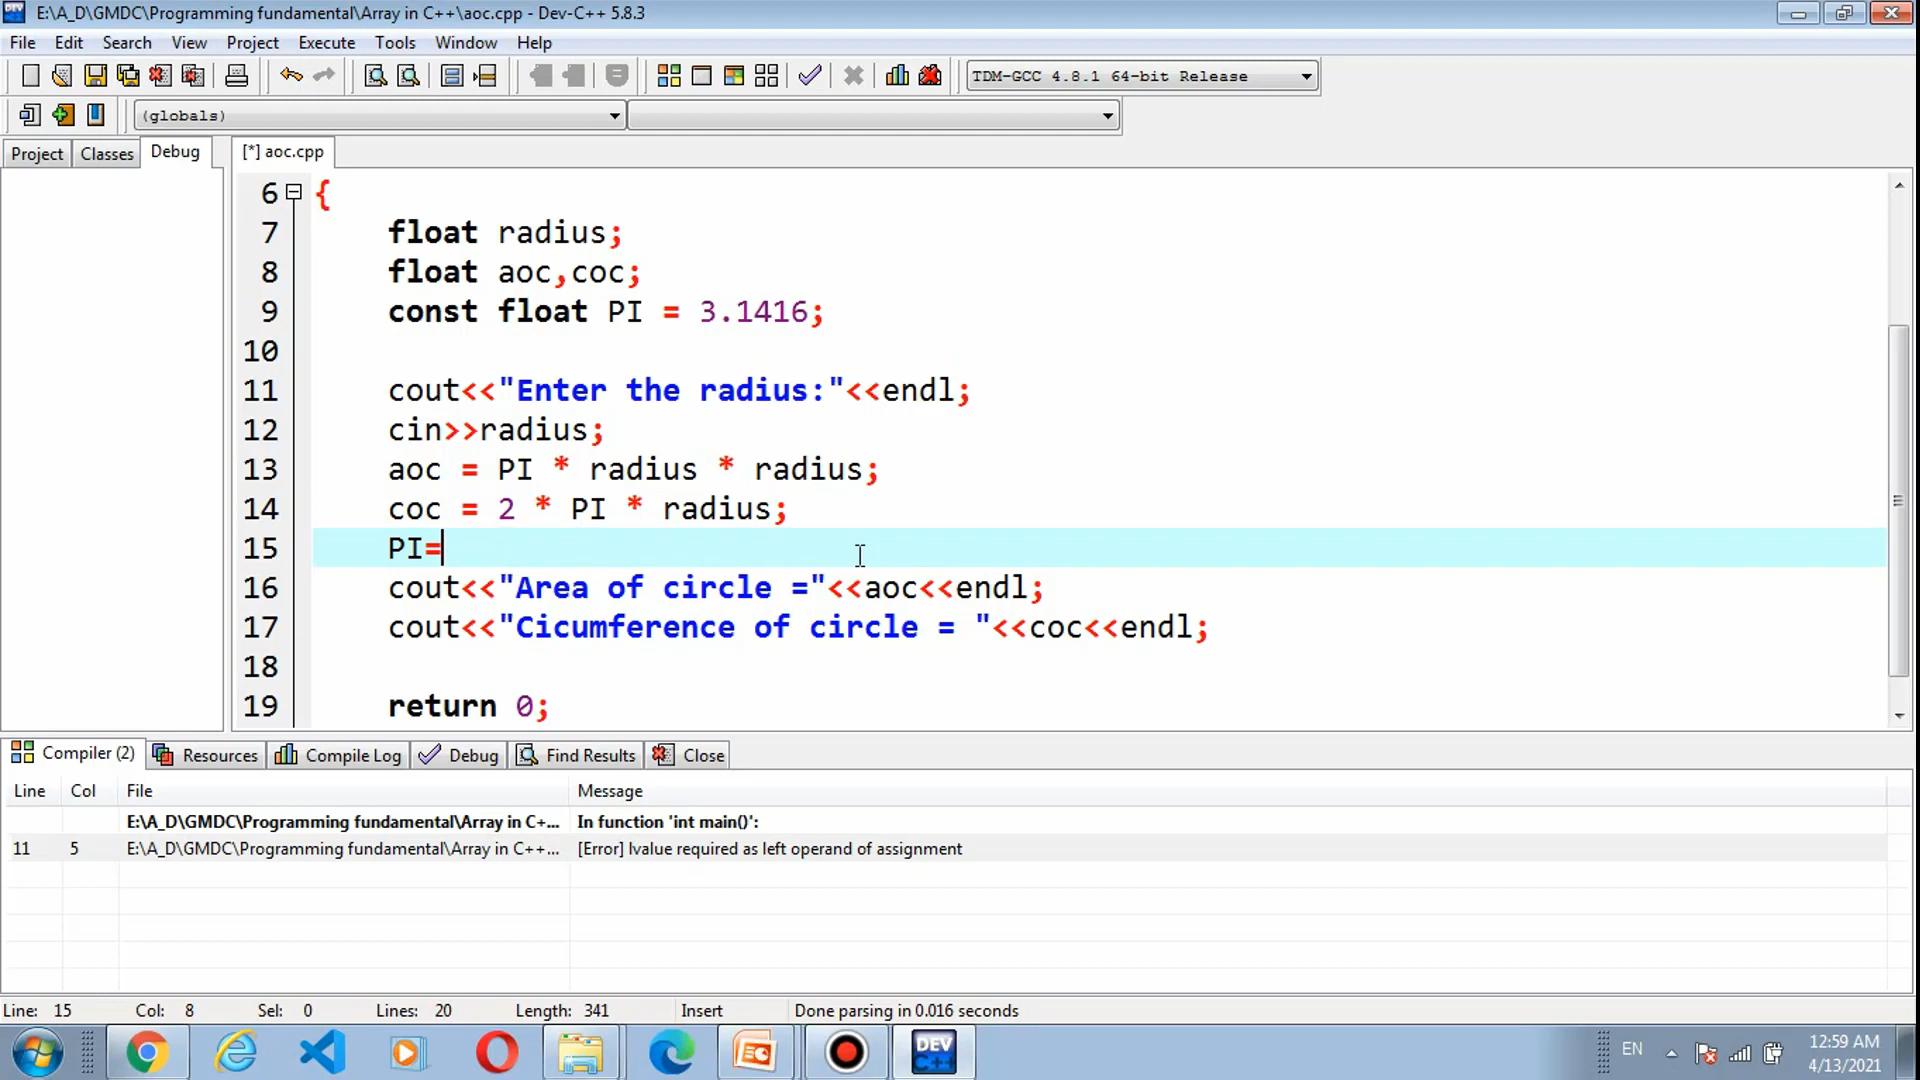 E:\A_D\GMDC\Programming fundamental\Array in C++\aoc.cpp - Dev-C++ 5.8.3
File Edit Search View Project Execute Tools Window Help
TDM-GCC 4.8.1 64-bit Release
(globals)
Project Classes Debug [*] aoc.cpp
6 {
7 float radius;
8 float aoc,coc;
9 const float PI = 3.1416;
10
11 cout<<"Enter the radius:"<<endl;
12 cin>>radius;
13 aoc = PI * radius * radius;
14 coc = 2 * PI * radius;
15 PI=
16 cout<<"Area of circle ="<<aoc<<endl;
17 cout<<"Cicumference of circle = "<<coc<<endl;
18
19 return 0;
Compiler (2) Resources Compile Log Debug Find Results Close
Line Col File Message
E:\A_D\GMDC\Programming fundamental\Array in C+... In function 'int main()':
11 5 E:\A_D\GMDC\Programming fundamental\Array in C++... [Error] lvalue required as left operand of assignment
Line: 15 Col: 8 Sel: 0 Lines: 20 Length: 341 Insert Done parsing in 0.016 seconds
DEV C++
EN
12:59 AM
4/13/2021